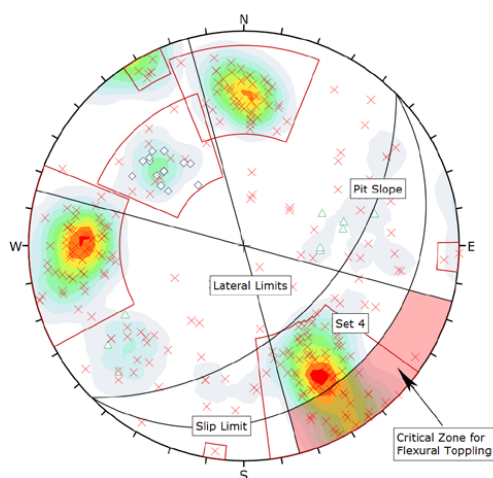 N
Pit Slope
W
E
Lateral Limits
Set 4
Slip Limit
Critical Zone for
Flexural Toppling
S